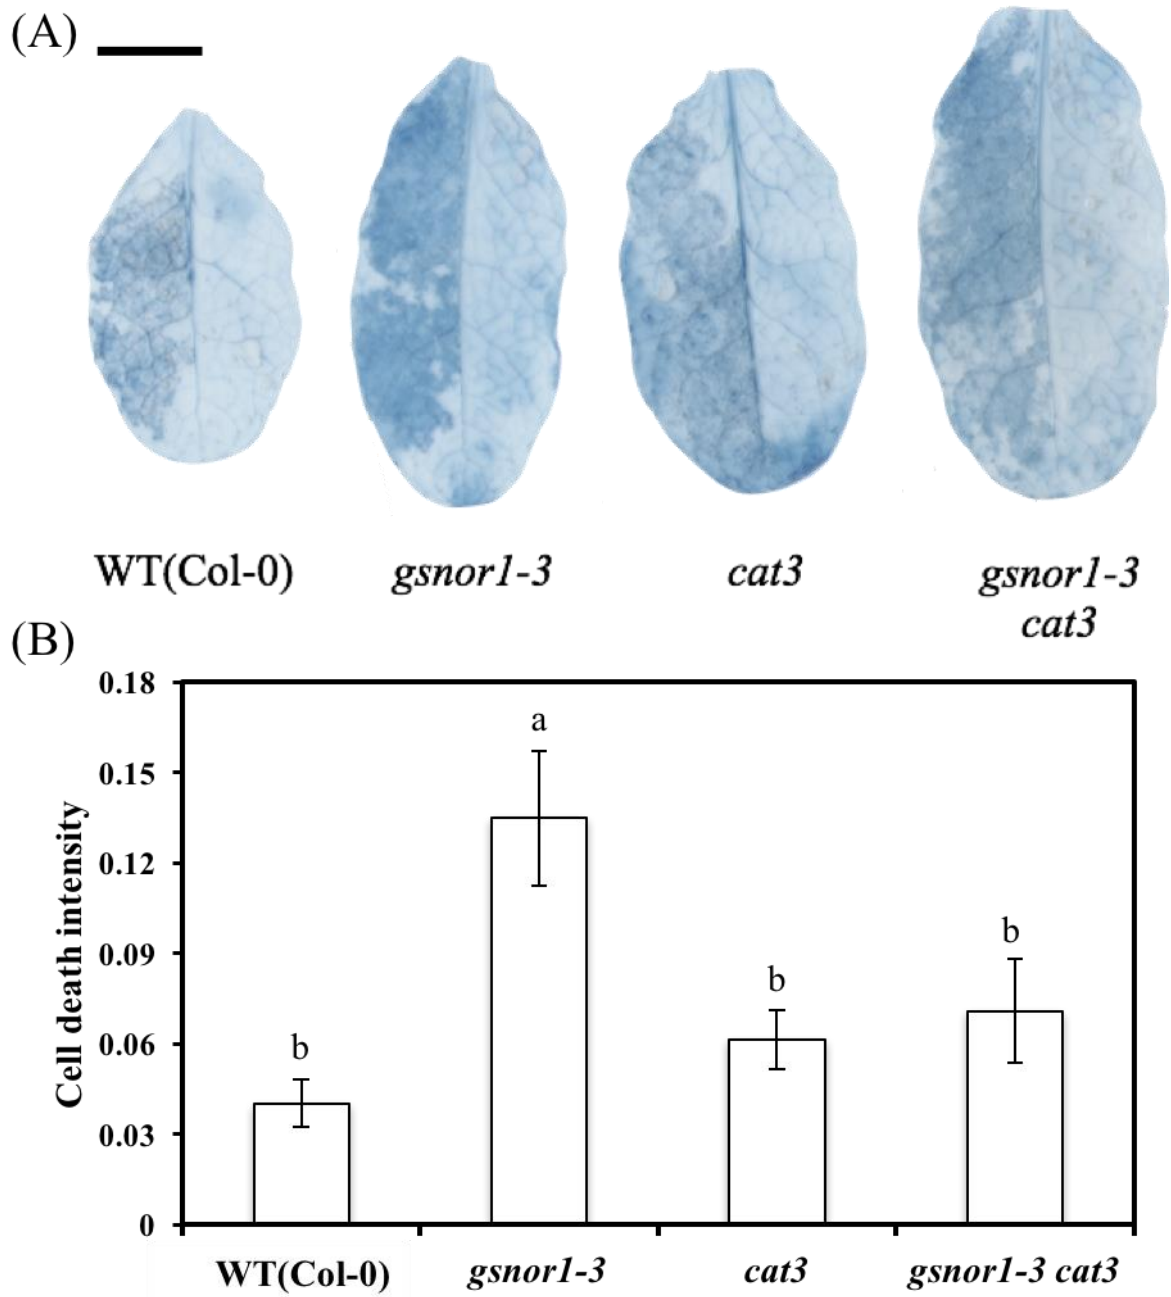 (A)
WT(Col-0) gsnor1-3 cat3 gsnor1-3
cat3
(B)
0.18
0.15
0.12
0.09
0.06
0.03
0
Cell death intensity
b
a
b
b
WT(Col-0) gsnor1-3 cat3 gsnor1-3 cat3